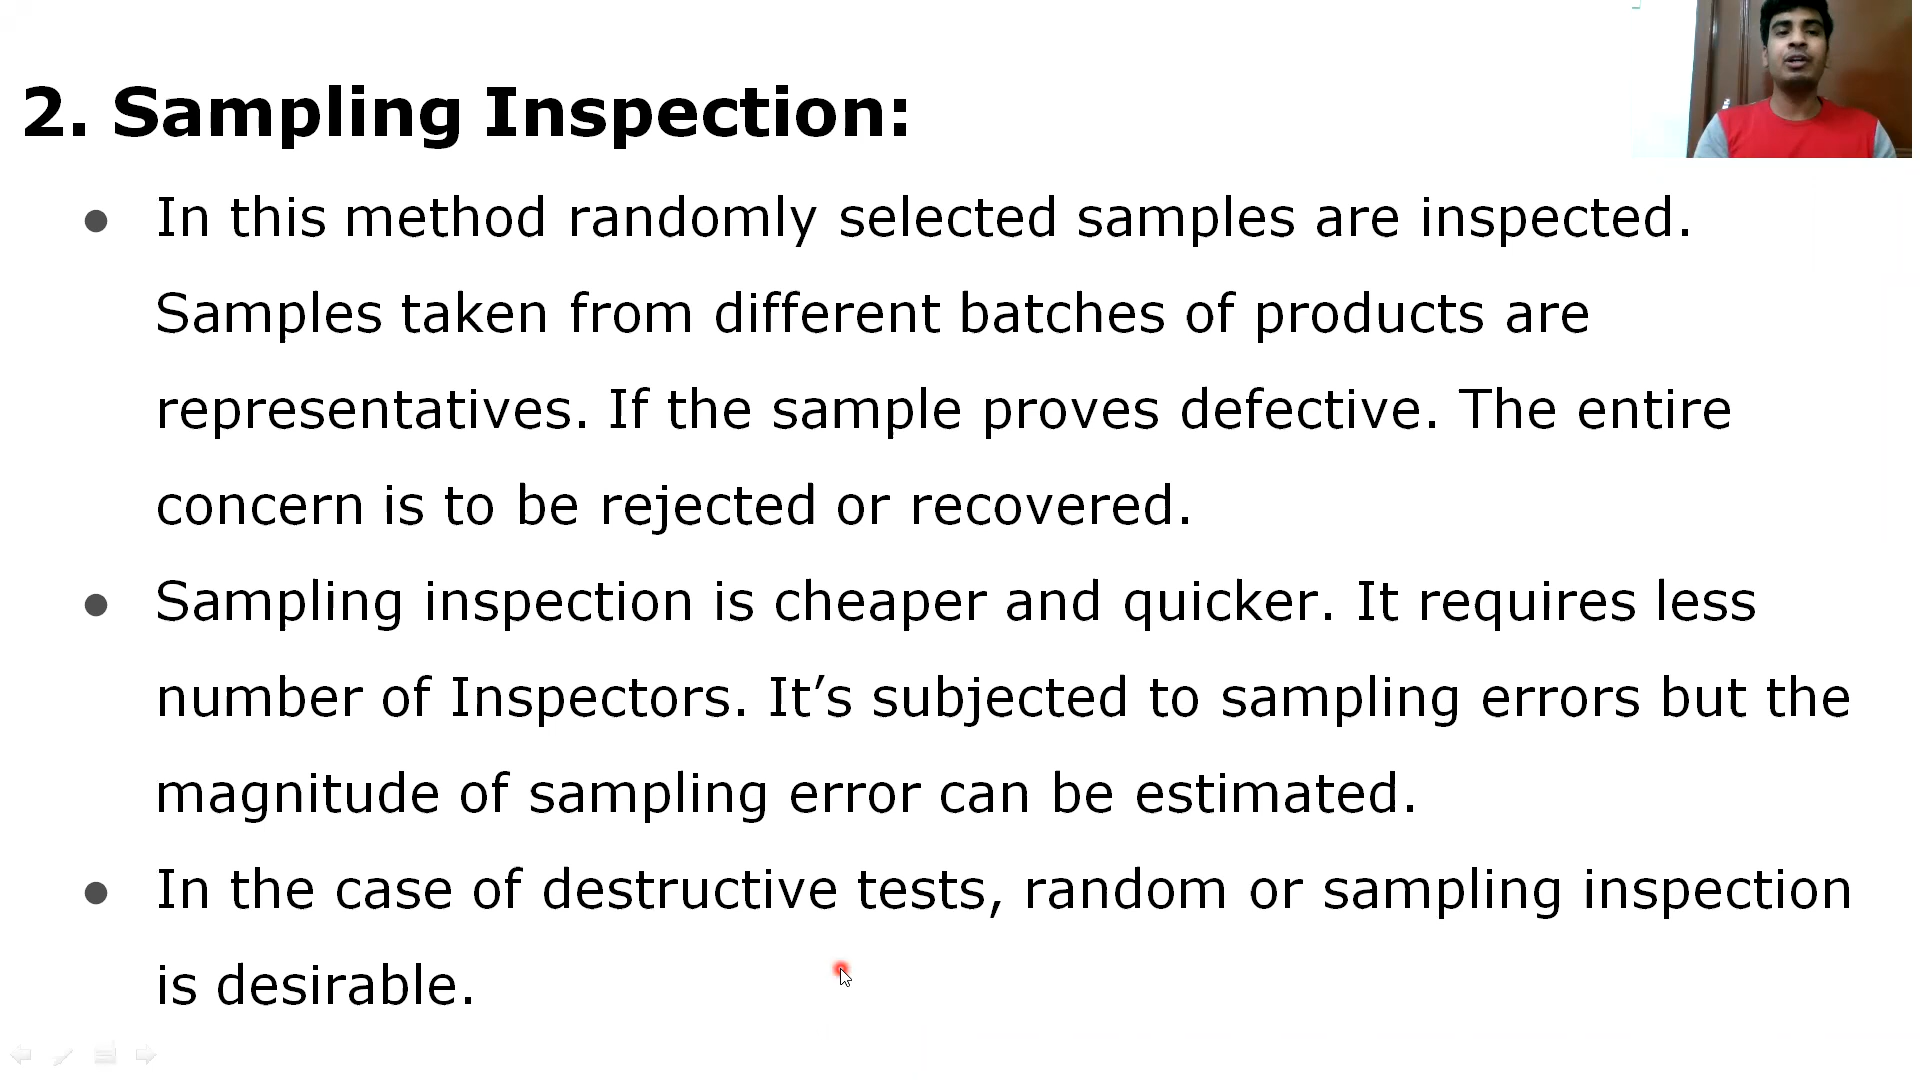 2. Sampling Inspection:
● In this method randomly selected samples are inspected.
Samples taken from different batches of products are
representatives. If the sample proves defective. The entire
concern is to be rejected or recovered.
● Sampling inspection is cheaper and quicker. It requires less
number of Inspectors. It’s subjected to sampling errors but the
magnitude of sampling error can be estimated.
● In the case of destructive tests, random or sampling inspection
is desirable.